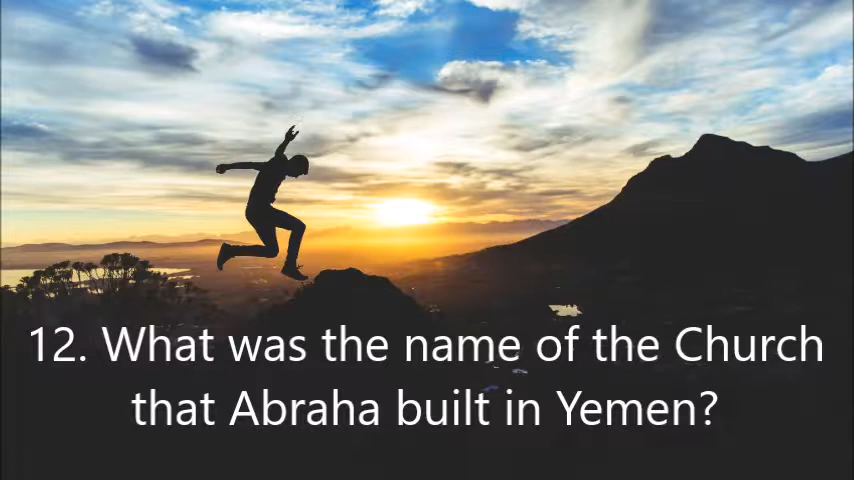 12. What was the name of the Church
that Abraha built in Yemen?